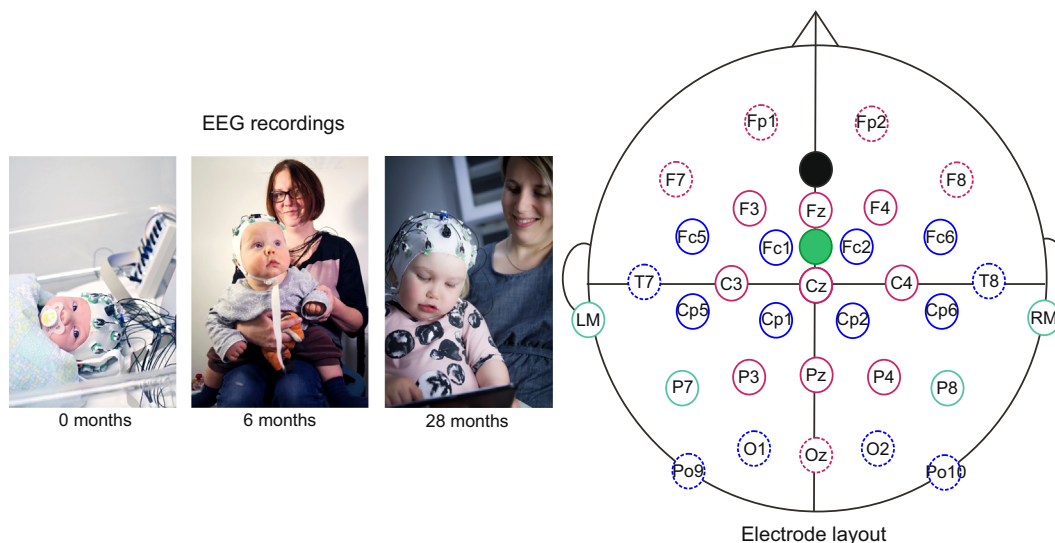 EEG recordings
0 months
6 months
28 months
Fp1 Fp2
F7 F8
F3 Fz F4
Fc5 Fc1 Fc2 Fc6
T7 C3 Cz C4 T8
LM Cp5 Cp1 Cp2 Cp6 RM
P7 P3 Pz P4 P8
O1 Oz O2
Po9 Po10
Electrode layout